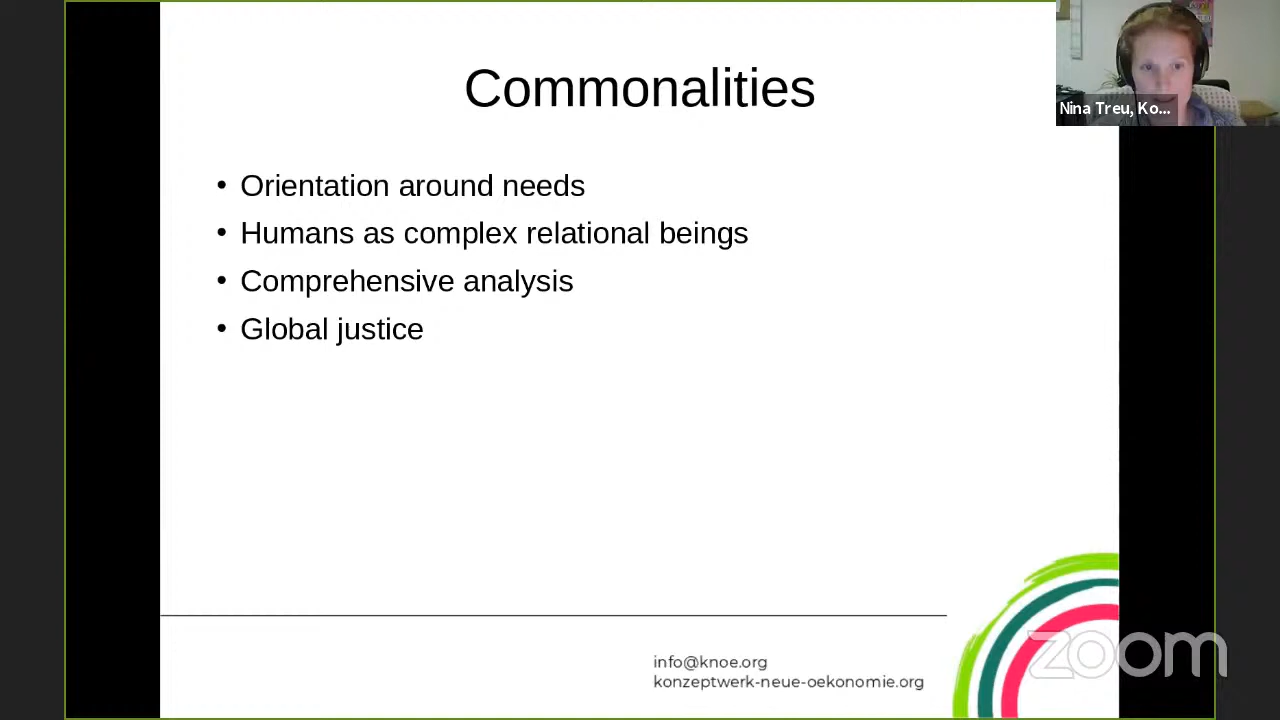 Commonalities
Nina Treu, Ko...
• Orientation around needs
• Humans as complex relational beings
• Comprehensive analysis
• Global justice
info@knoe.org
konzeptwerk-neue-oekonomie.org
zoom